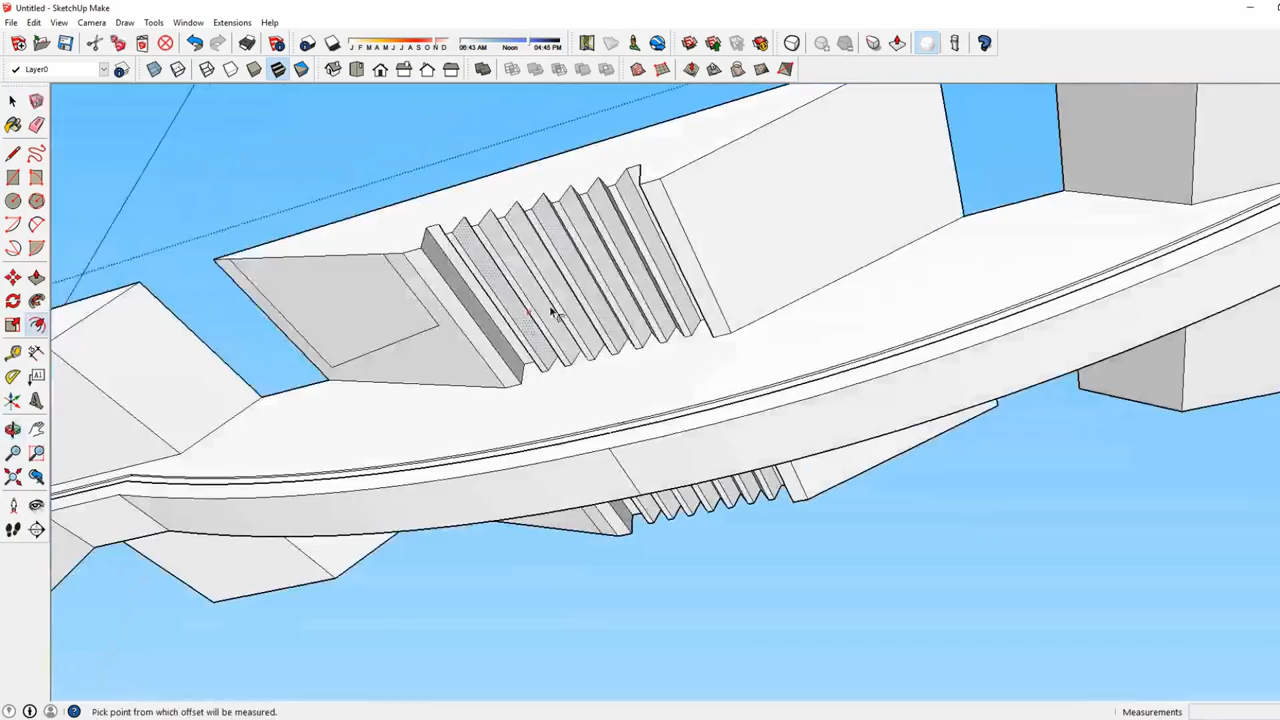 Untitled - SketchUp Make
File Edit View Camera Draw Tools Window Extensions Help
J F M A M J J A S O N D 06:43 AM Noon 04:45 PM
Layer0
A1
Pick point from which offset will be measured. Measurements